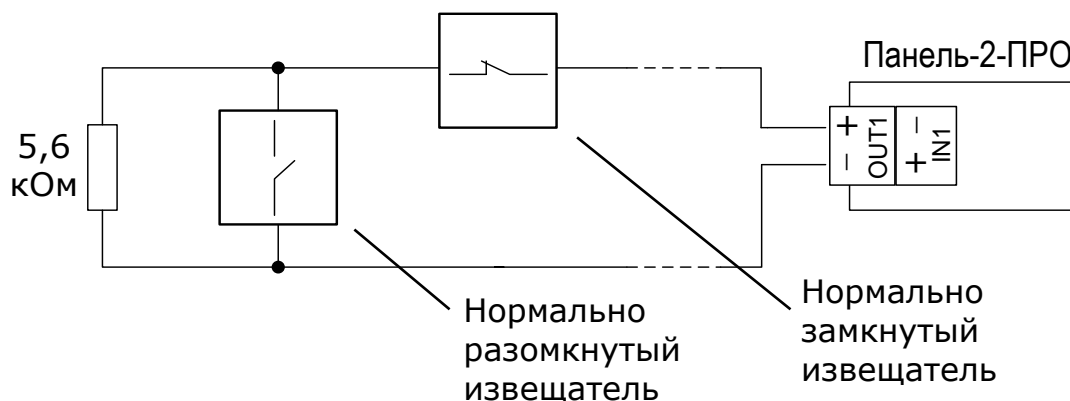 Панель-2-ПРО
5,6
кОм
− +
OUT1
+ −
IN1
Нормально
разомкнутый
извещатель
Нормально
замкнутый
извещатель